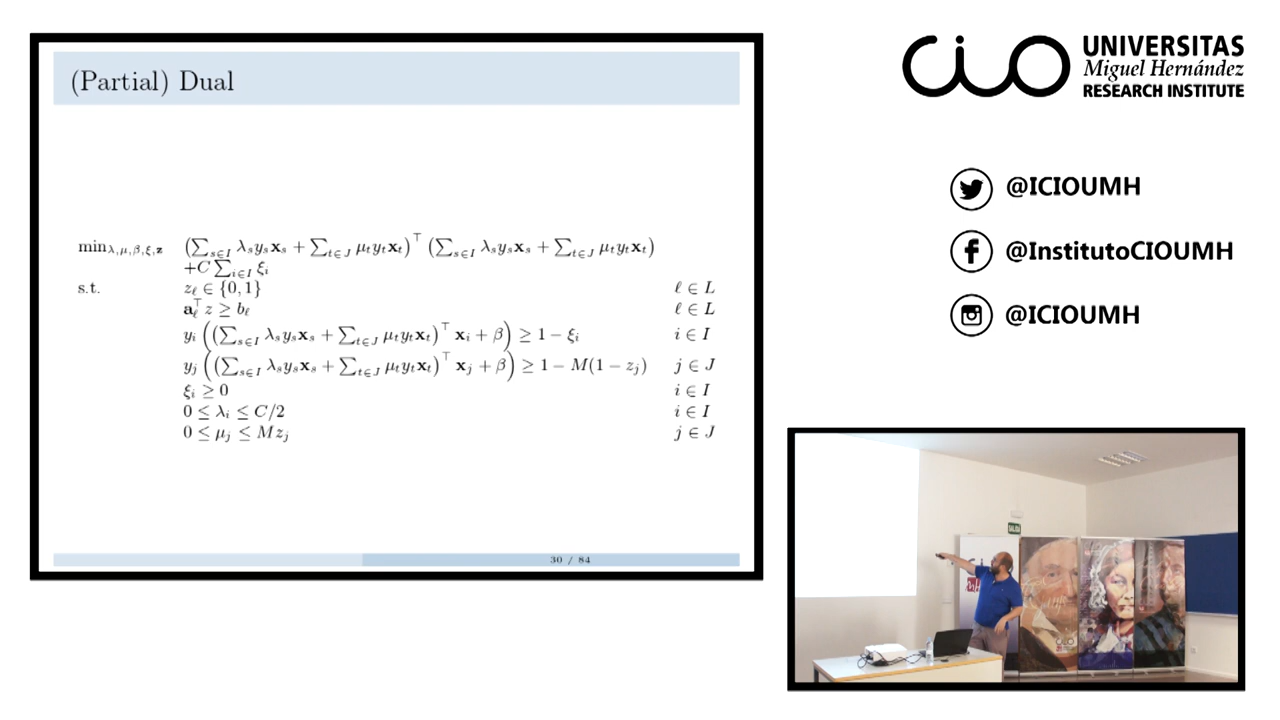 (Partial) Dual
min_{λ,μ,β,ξ,z} (∑_{s∈I} λ_s y_s x_s + ∑_{t∈J} μ_t y_t x_t)^⊤ (∑_{s∈I} λ_s y_s x_s + ∑_{t∈J} μ_t y_t x_t)
+C ∑_{i∈I} ξ_i
s.t. z_ℓ ∈ {0,1} ℓ ∈ L
a_ℓ^⊤ z ≥ b_ℓ ℓ ∈ L
y_i ((∑_{s∈I} λ_s y_s x_s + ∑_{t∈J} μ_t y_t x_t)^⊤ x_i + β) ≥ 1 − ξ_i i ∈ I
y_j ((∑_{s∈I} λ_s y_s x_s + ∑_{t∈J} μ_t y_t x_t)^⊤ x_j + β) ≥ 1 − M(1 − z_j) j ∈ J
ξ_i ≥ 0 i ∈ I
0 ≤ λ_i ≤ C/2 i ∈ I
0 ≤ μ_j ≤ M z_j j ∈ J
30 / 84
cio
UNIVERSITAS
Miguel Hernández
RESEARCH INSTITUTE
@ICIOUMH
@InstitutoCIOUMH
@ICIOUMH
SALIDA